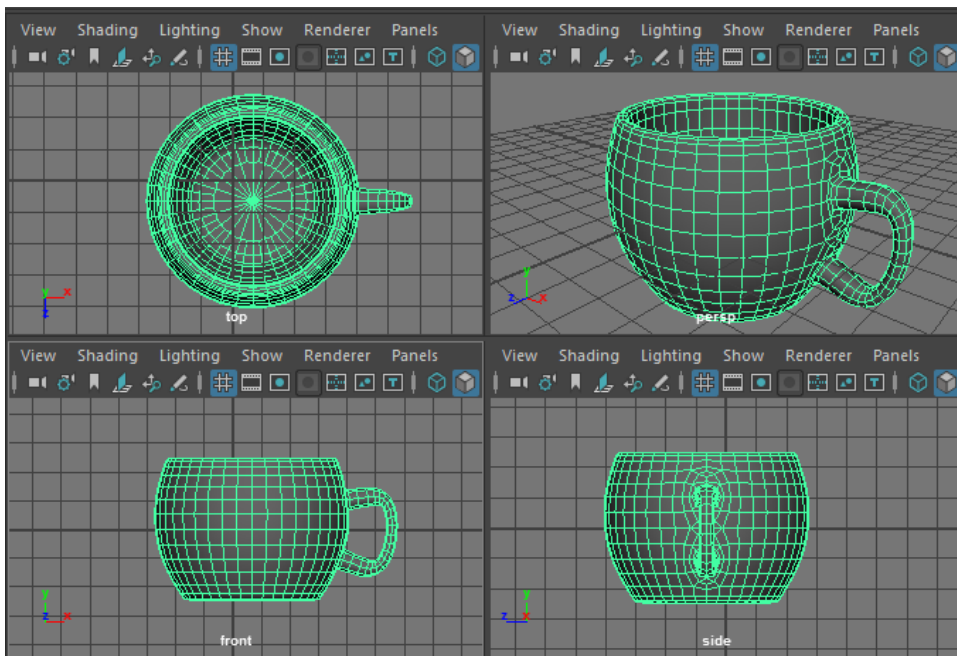 View Shading Lighting Show Renderer Panels
T
y x
z
top
View Shading Lighting Show Renderer Panels
T
y
z x
persp
View Shading Lighting Show Renderer Panels
T
y
z x
front
View Shading Lighting Show Renderer Panels
T
y
z x
side